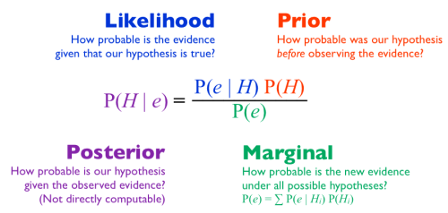 Likelihood
How probable is the evidence
given that our hypothesis is true?
Prior
How probable was our hypothesis
before observing the evidence?
P(H | e) = P(e | H) P(H)
P(e)
Posterior
How probable is our hypothesis
given the observed evidence?
(Not directly computable)
Marginal
How probable is the new evidence
under all possible hypotheses?
P(e) = ∑ P(e | Hᵢ) P(Hᵢ)